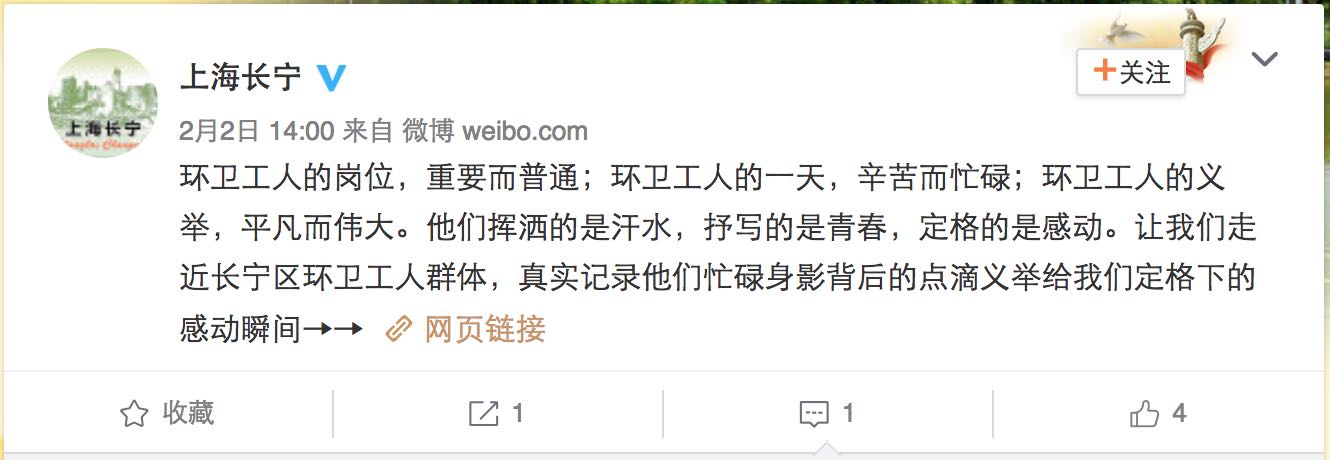 上海长宁
+关注
上海长宁
2月2日 14:00 来自 微博 weibo.com
环卫工人的岗位，重要而普通；环卫工人的一天，辛苦而忙碌；环卫工人的义
举，平凡而伟大。他们挥洒的是汗水，抒写的是青春，定格的是感动。让我们走
近长宁区环卫工人群体，真实记录他们忙碌身影背后的点滴义举给我们定格下的
感动瞬间→→ 网页链接
收藏 1 1 4